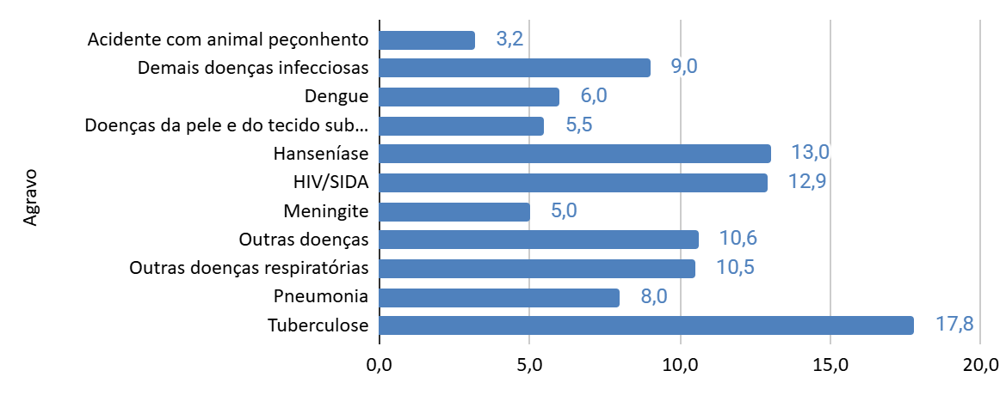 Agravo
Acidente com animal peçonhento 3,2
Demais doenças infecciosas 9,0
Dengue 6,0
Doenças da pele e do tecido sub... 5,5
Hanseníase 13,0
HIV/SIDA 12,9
Meningite 5,0
Outras doenças 10,6
Outras doenças respiratórias 10,5
Pneumonia 8,0
Tuberculose 17,8
0,0 5,0 10,0 15,0 20,0